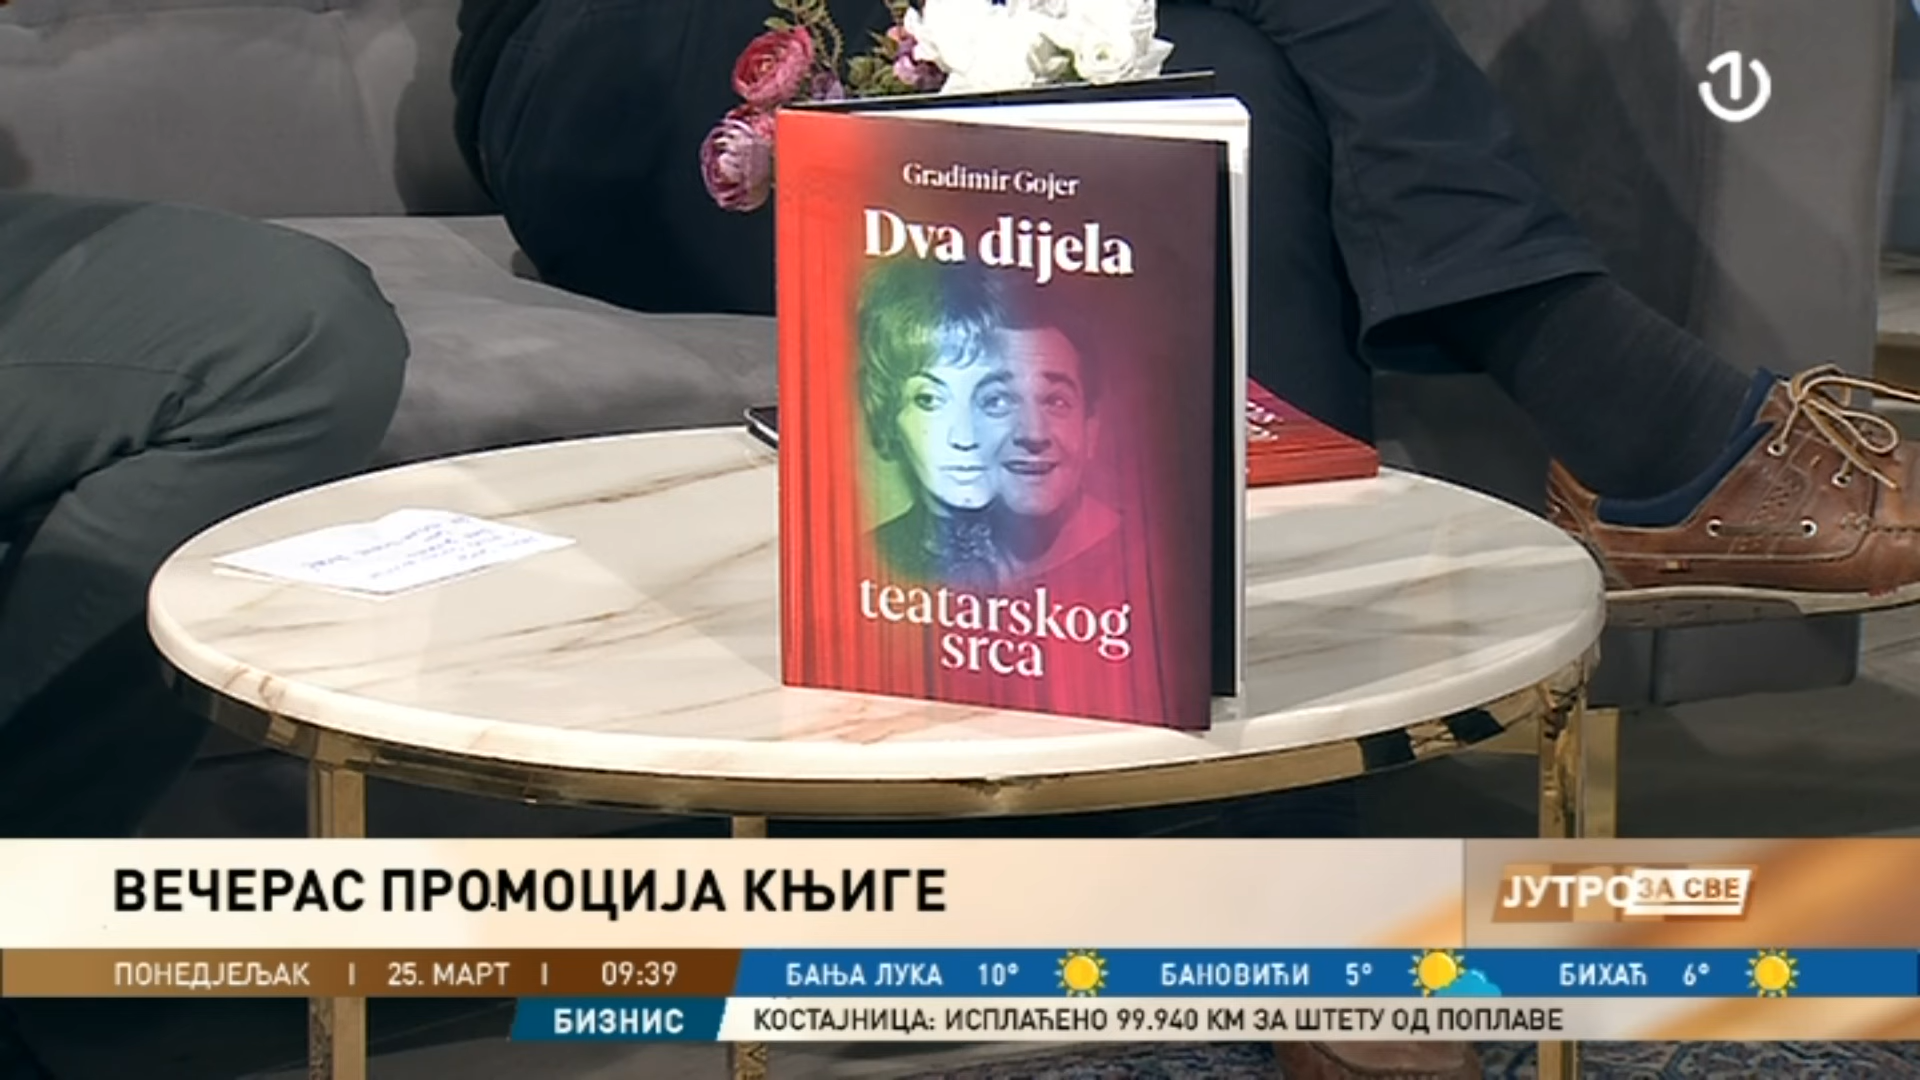 1
Gradimir Gojer
Dva dijela
teatarskog
srca
ВЕЧЕРАС ПРОМОЦИЈА КЊИГЕ
ЈУТРО ЗА СВЕ
ПОНЕДЈЕЉАК | 25. МАРТ | 09:39 БАЊА ЛУКА 10° БАНОВИЋИ 5° БИХАЋ 6°
БИЗНИС КОСТАЈНИЦА: ИСПЛАЋЕНО 99.940 КМ ЗА ШТЕТУ ОД ПОПЛАВЕ